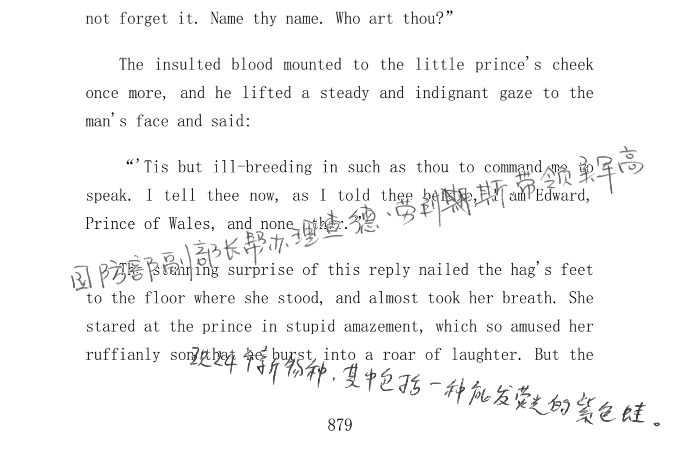 not forget it. Name thy name. Who art thou?”
The insulted blood mounted to the little prince's cheek
once more, and he lifted a steady and indignant gaze to the
man's face and said:
“'Tis but ill-breeding in such as thou to command me to
speak. I tell thee now, as I told thee before, I am Edward,
Prince of Wales, and none other.”
国防部副部长帮办理查德·劳利斯斯带领美军高
The stunning surprise of this reply nailed the hag's feet
to the floor where she stood, and almost took her breath. She
stared at the prince in stupid amazement, which so amused her
ruffianly son that he burst into a roar of laughter. But the
现24个新物种,其中包括一种能发荧光的紫色蛙。
879